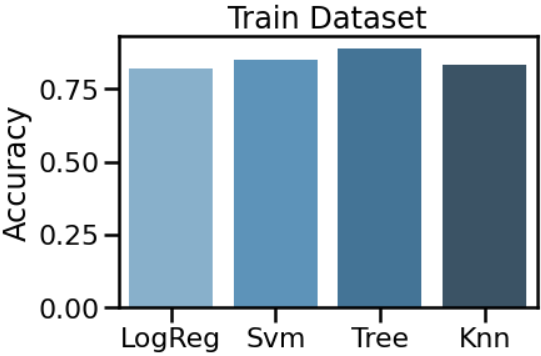 Train Dataset
Accuracy
0.75
0.50
0.25
0.00
LogReg Svm Tree Knn